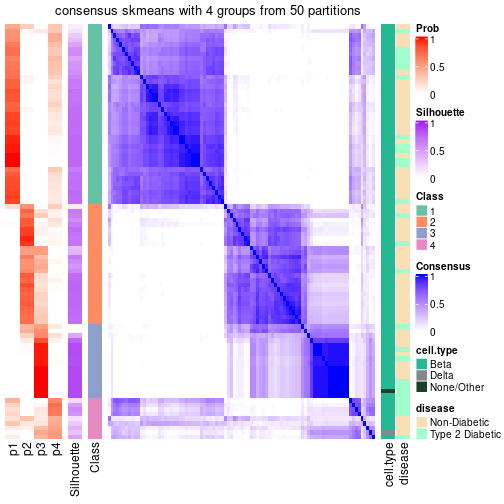 consensus skmeans with 4 groups from 50 partitions
Prob
1
0.5
0
Silhouette
1
0.5
0
Class
1
2
3
4
Consensus
1
0.5
0
cell.type
Beta
Delta
None/Other
disease
Non-Diabetic
Type 2 Diabetic
p1
p2
p3
p4
Silhouette
Class
cell.type
disease